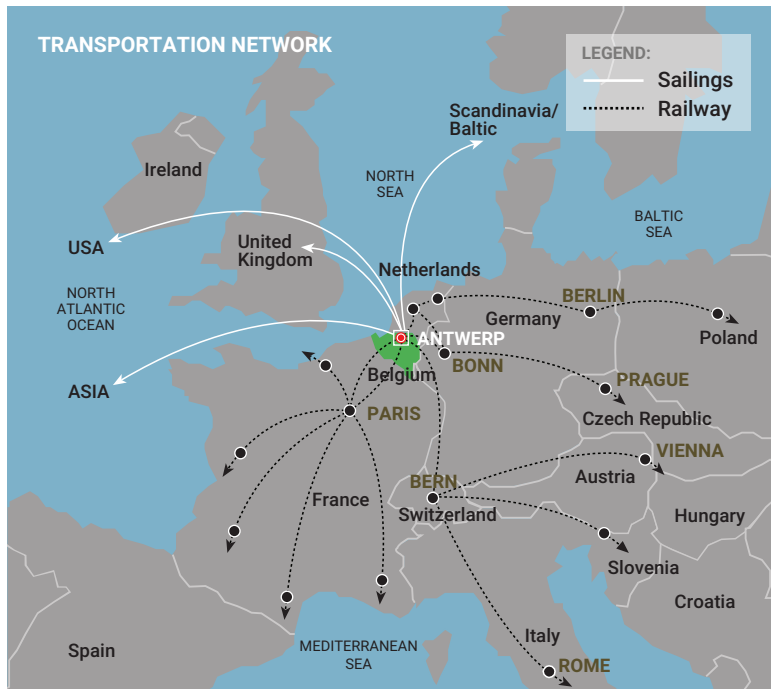 TRANSPORTATION NETWORK
LEGEND:
Sailings
Railway
Scandinavia/
Baltic
Ireland
NORTH
SEA
BALTIC
SEA
USA
United
Kingdom
Netherlands
NORTH
ATLANTIC
OCEAN
BERLIN
Germany
Poland
ANTWERP
BONN
Belgium
ASIA
PRAGUE
PARIS
Czech Republic
VIENNA
BERN
Austria
France
Switzerland
Hungary
Slovenia
Croatia
Italy
MEDITERRANEAN
SEA
Spain
ROME